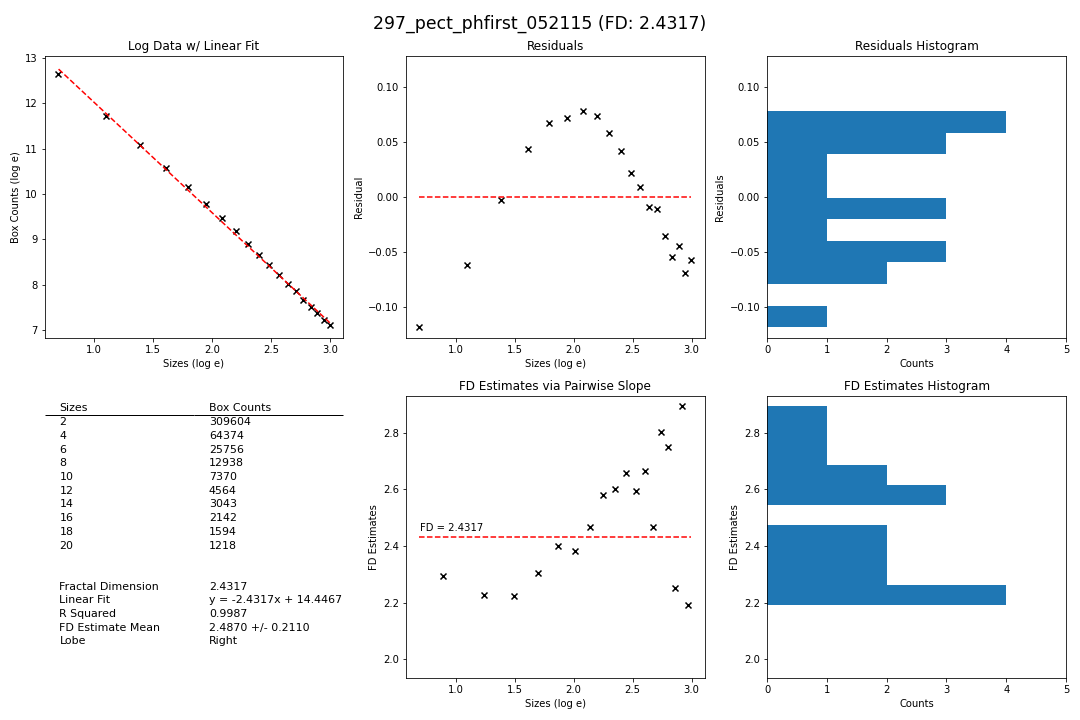 297_pect_phfirst_052115 (FD: 2.4317)
Log Data w/ Linear Fit
13
12
11
10
9
8
7
Box Counts (log e)
1.0 1.5 2.0 2.5 3.0
Sizes (log e)
Residuals
0.10
0.05
0.00
−0.05
−0.10
Residual
1.0 1.5 2.0 2.5 3.0
Sizes (log e)
Residuals Histogram
0.10
0.05
0.00
−0.05
−0.10
Residuals
0 1 2 3 4 5
Counts
Sizes Box Counts
2 309604
4 64374
6 25756
8 12938
10 7370
12 4564
14 3043
16 2142
18 1594
20 1218
Fractal Dimension 2.4317
Linear Fit y = -2.4317x + 14.4467
R Squared 0.9987
FD Estimate Mean 2.4870 +/- 0.2110
Lobe Right
FD Estimates via Pairwise Slope
2.8
2.6
2.4
2.2
2.0
FD Estimates
FD = 2.4317
1.0 1.5 2.0 2.5 3.0
Sizes (log e)
FD Estimates Histogram
2.8
2.6
2.4
2.2
2.0
FD Estimates
0 1 2 3 4 5
Counts